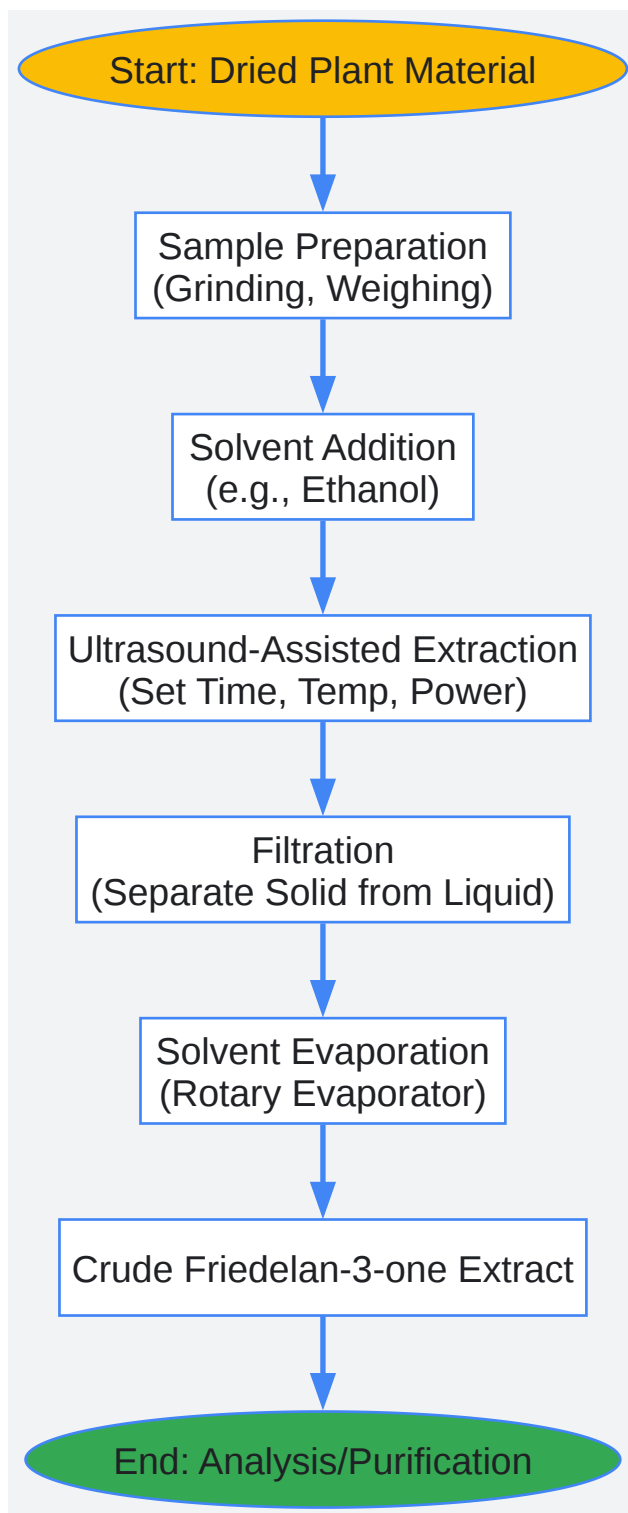 Start: Dried Plant Material
Sample Preparation
(Grinding, Weighing)
Solvent Addition
(e.g., Ethanol)
Ultrasound-Assisted Extraction
(Set Time, Temp, Power)
Filtration
(Separate Solid from Liquid)
Solvent Evaporation
(Rotary Evaporator)
Crude Friedelan-3-one Extract
End: Analysis/Purification